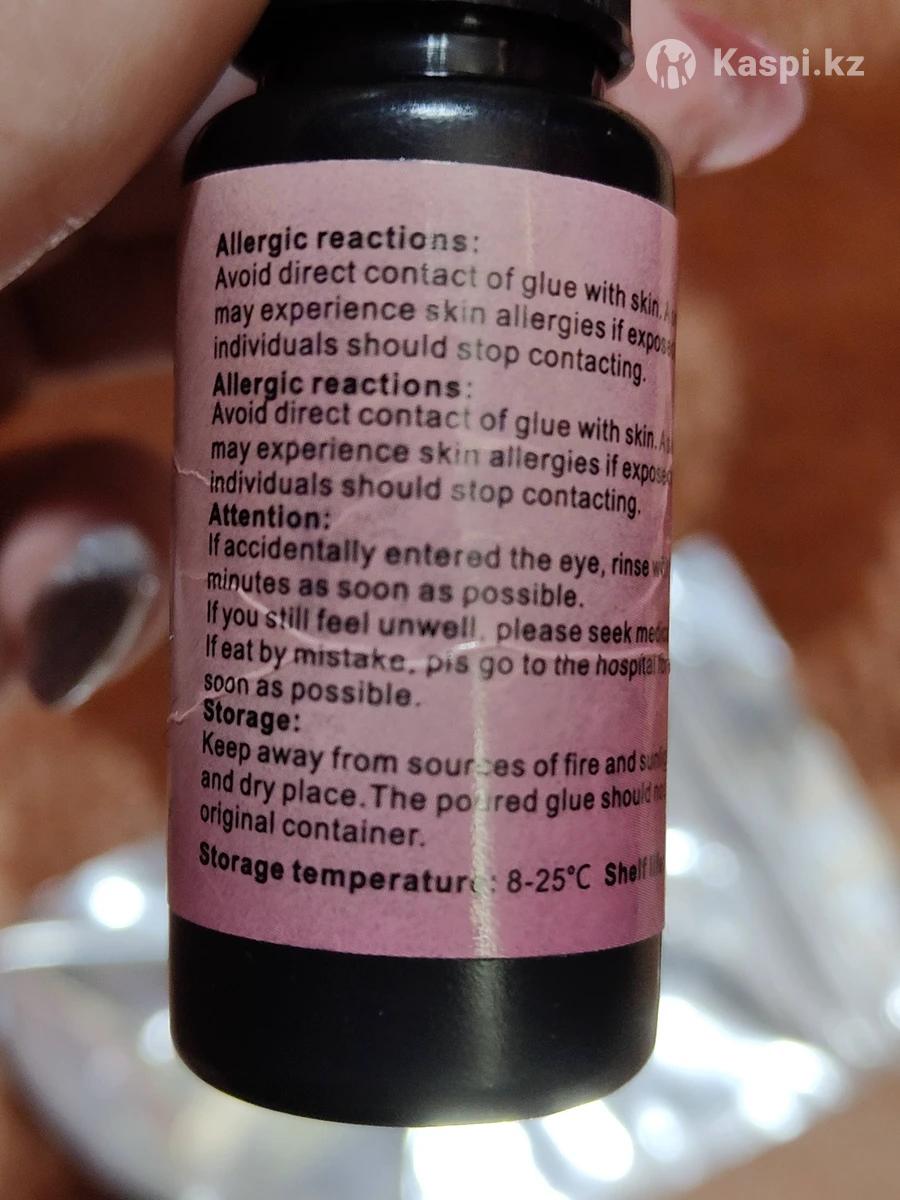 Kaspi.kz
Allergic reactions:
Avoid direct contact of glue with skin.
may experience skin allergies if expos
individuals should stop contacting.
Allergic reactions:
Avoid direct contact of glue with skin.
may experience skin allergies if expose
individuals should stop contacting.
Attention:
If accidentally entered the eye, rinse
minutes as soon as possible.
If you still feel unwell, please seek
If eat by mistake, pls go to the hospital
soon as possible.
Storage:
Keep away from sources of fire and
and dry place. The poured glue should
original container.
Storage temperature: 8-25°C Shelf